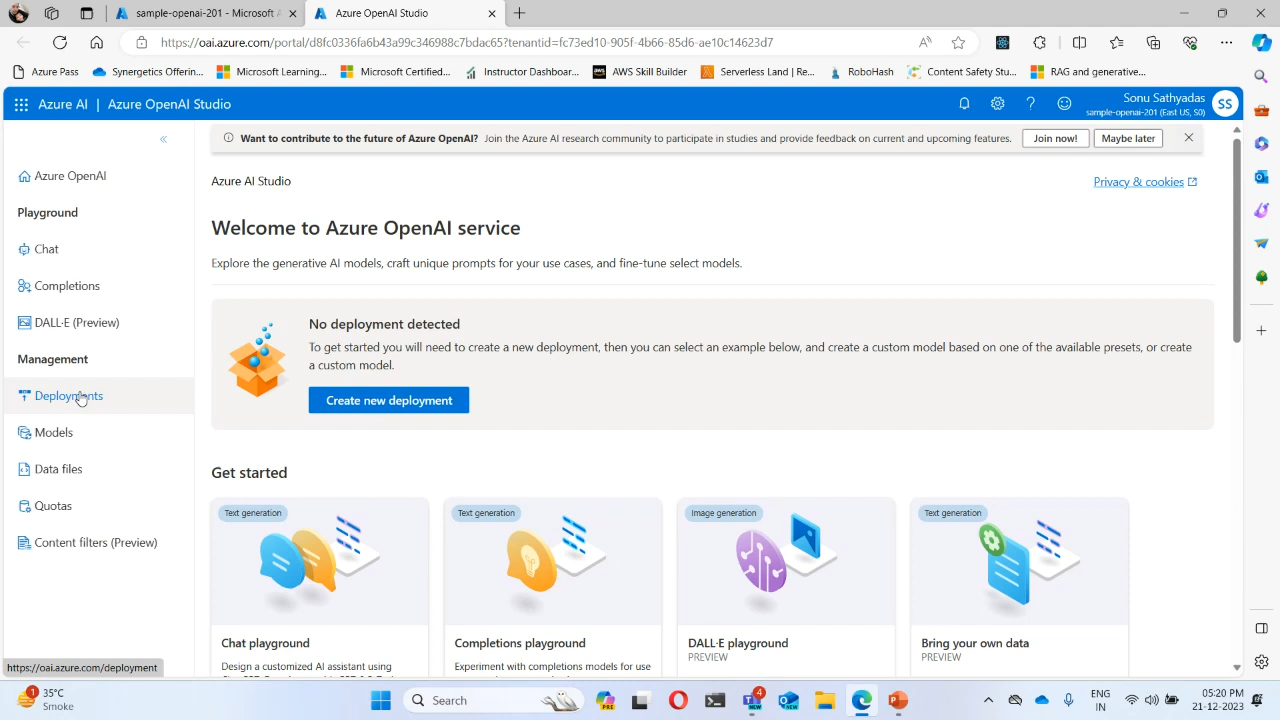 sample-openai-201 - Microsoft A
Azure OpenAI Studio
https://oai.azure.com/portal/d8fc0336fa6b43a99c346988c7bdac65?tenantid=fc73ed10-905f-4b66-85d6-ae10c14623d7
Azure Pass
SynergeticOfferin...
Microsoft Learning...
Microsoft Certified...
Instructor Dashboar...
AWS Skill Builder
Serverless Land | Re...
RoboHash
Content Safety Stu...
RAG and generative...
Azure AI | Azure OpenAI Studio
Sonu Sathyadas
sample-openai-201 (East US, S0)
SS
Want to contribute to the future of Azure OpenAI? Join the Azure AI research community to participate in studies and provide feedback on current and upcoming features.
Join now!
Maybe later
Azure OpenAI
Playground
Chat
Completions
DALL·E (Preview)
Management
Deployments
Models
Data files
Quotas
Content filters (Preview)
Azure AI Studio
Privacy & cookies
Welcome to Azure OpenAI service
Explore the generative AI models, craft unique prompts for your use cases, and fine-tune select models.
No deployment detected
To get started you will need to create a new deployment, then you can select an example below, and create a custom model based on one of the available presets, or create
a custom model.
Create new deployment
Get started
Text generation
Chat playground
Design a customized AI assistant using
Text generation
Completions playground
Experiment with completions models for use
Image generation
DALL·E playground
PREVIEW
Text generation
Bring your own data
PREVIEW
https://oai.azure.com/deployment
1
35°C
Smoke
Search
PRE
4
NEW
NEW
ENG
IN
05:20 PM
21-12-2023